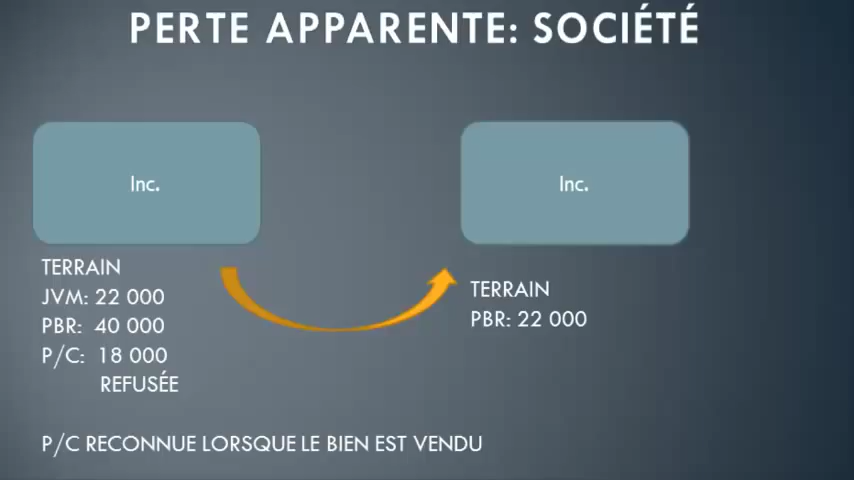 PERTE APPARENTE: SOCIÉTÉ
Inc.
Inc.
TERRAIN
JVM: 22 000
PBR: 40 000
P/C: 18 000
REFUSÉE
TERRAIN
PBR: 22 000
P/C RECONNUE LORSQUE LE BIEN EST VENDU